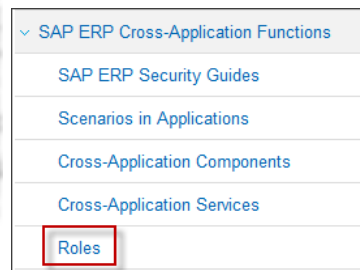 SAP ERP Cross-Application Functions
SAP ERP Security Guides
Scenarios in Applications
Cross-Application Components
Cross-Application Services
Roles